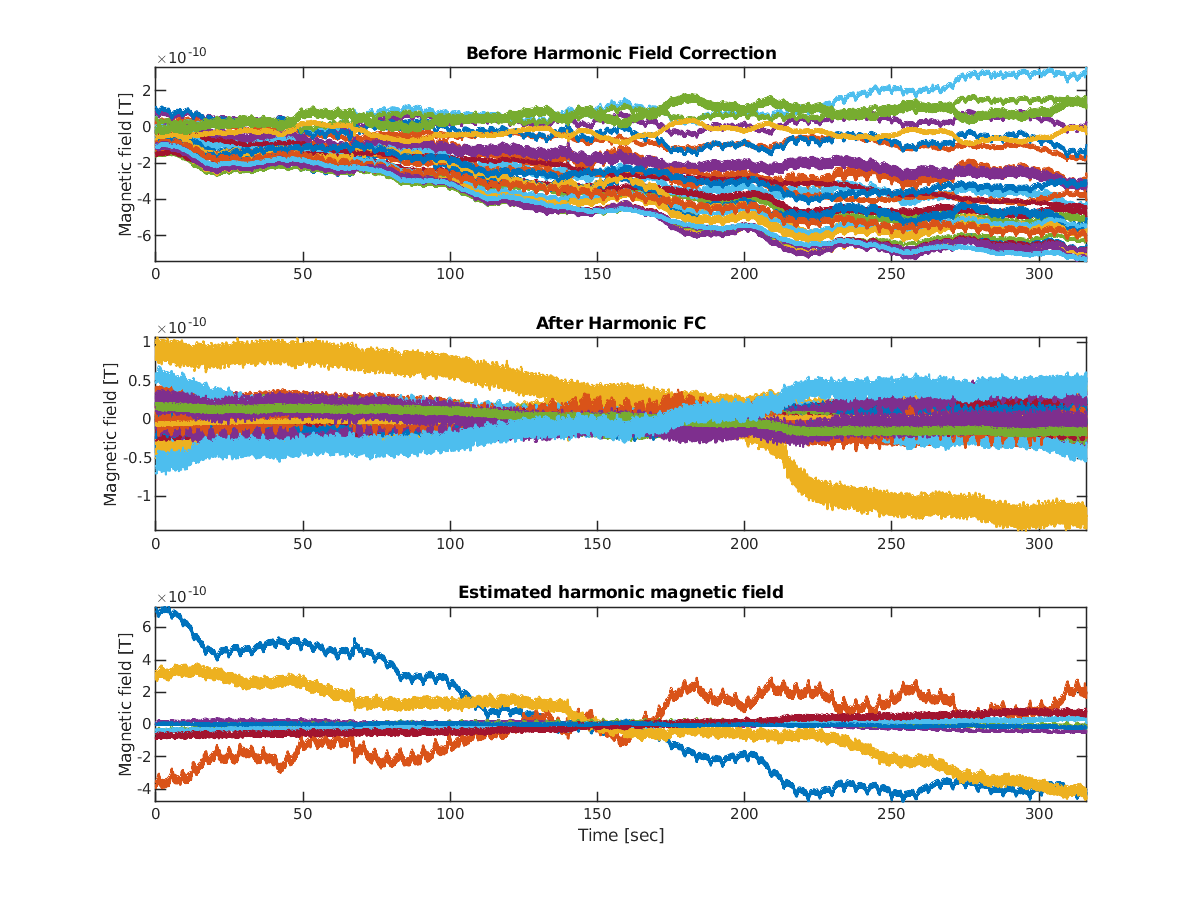 Before Harmonic Field Correction
×10-10
Magnetic field [T]
2
0
-2
-4
-6
0 50 100 150 200 250 300
After Harmonic FC
×10-10
Magnetic field [T]
1
0.5
0
-0.5
-1
0 50 100 150 200 250 300
Estimated harmonic magnetic field
×10-10
Magnetic field [T]
6
4
2
0
-2
-4
0 50 100 150 200 250 300
Time [sec]